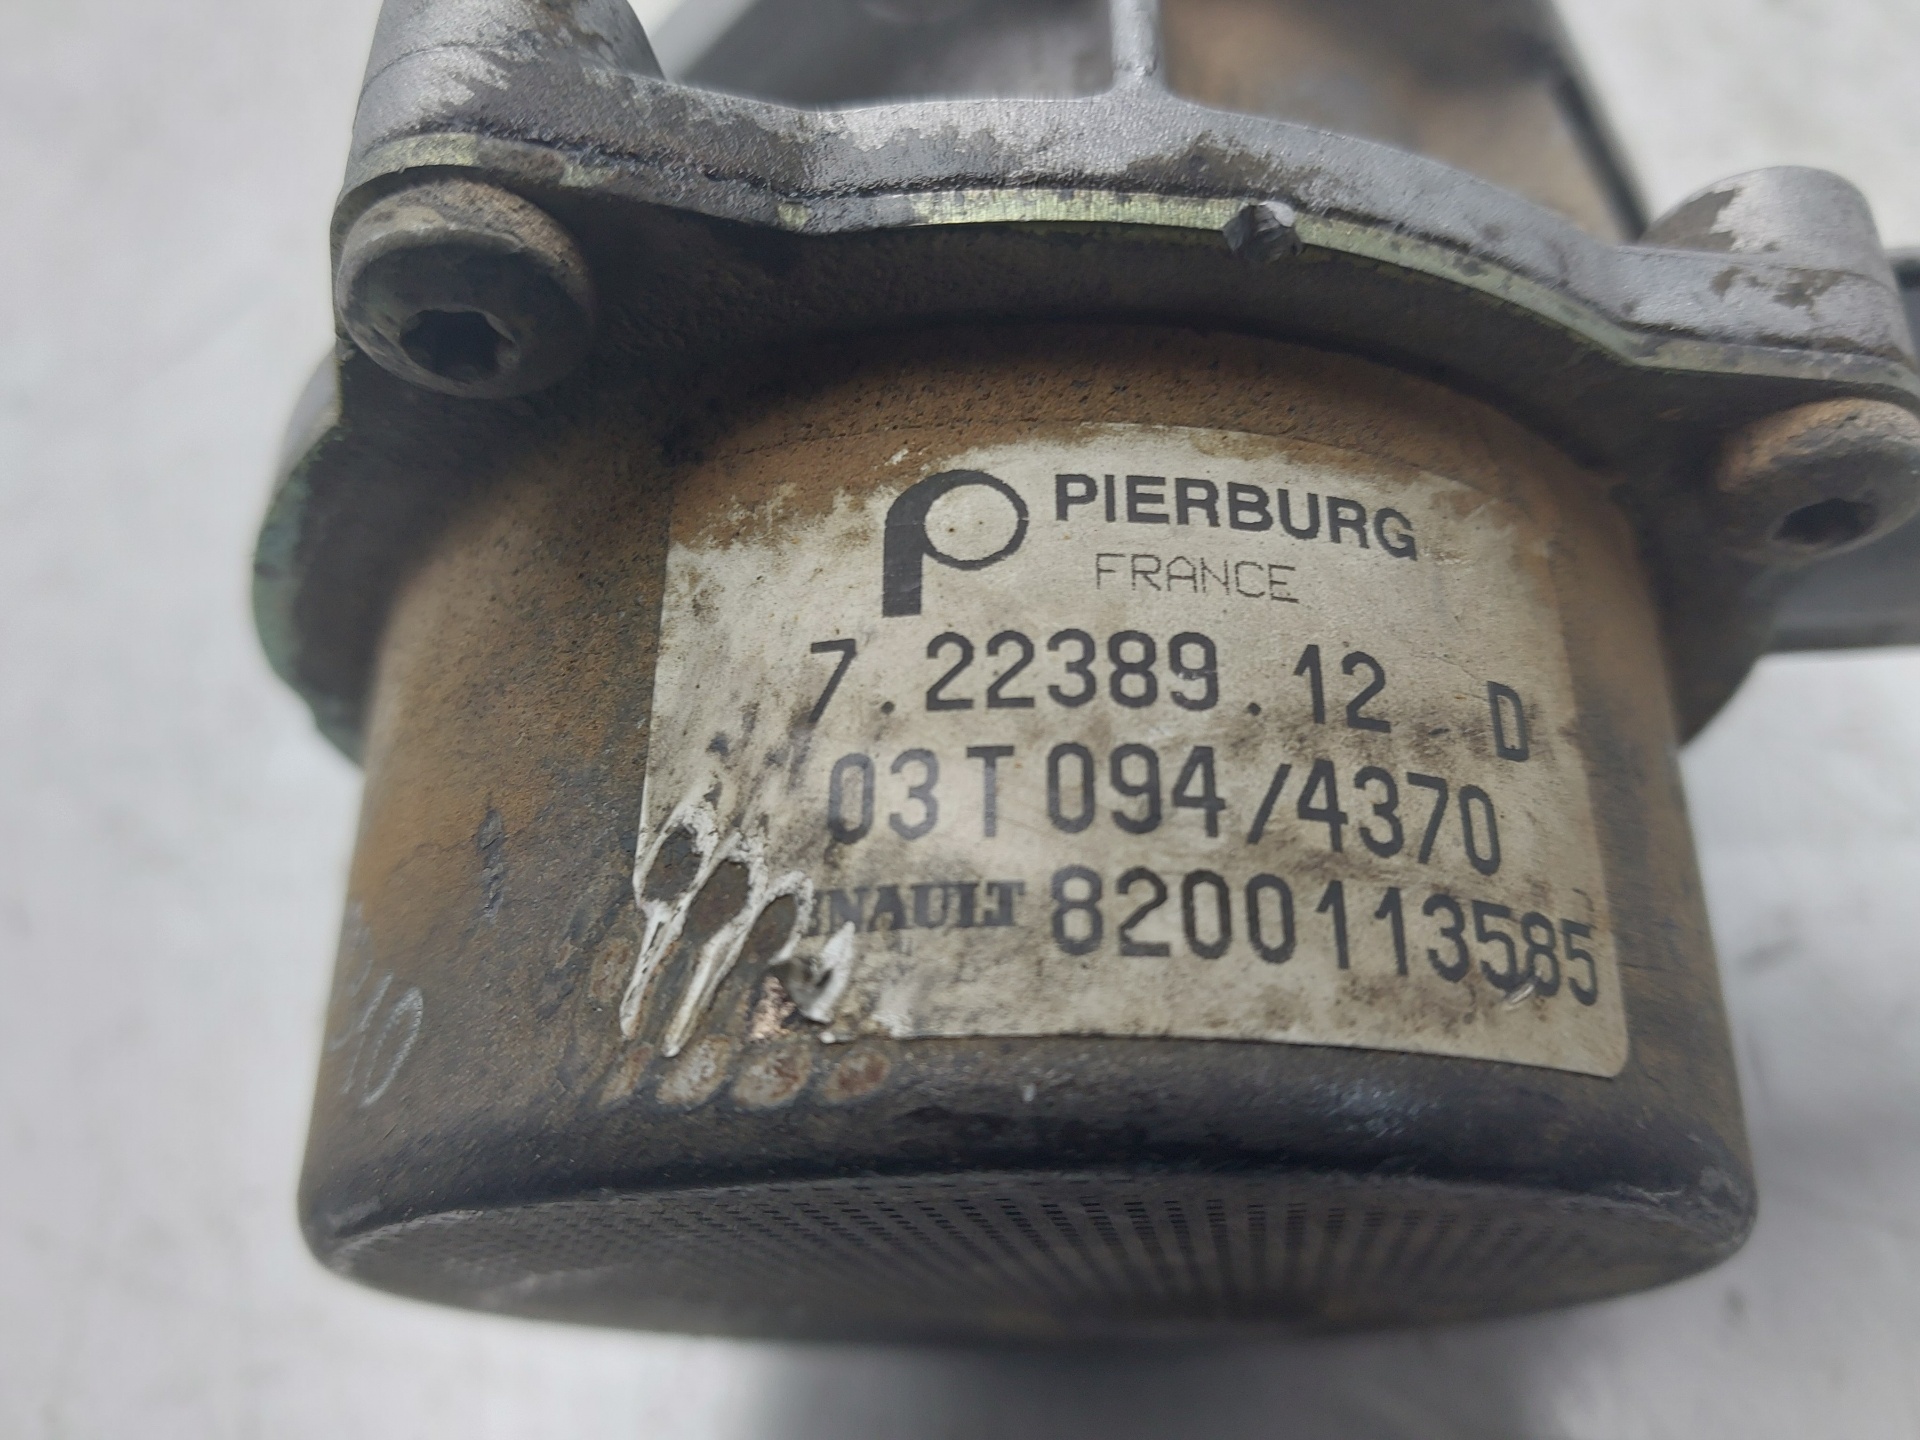 PIERBURG
FRANCE
7.22389.12 D
03T094/4370
NAULT 8200113585